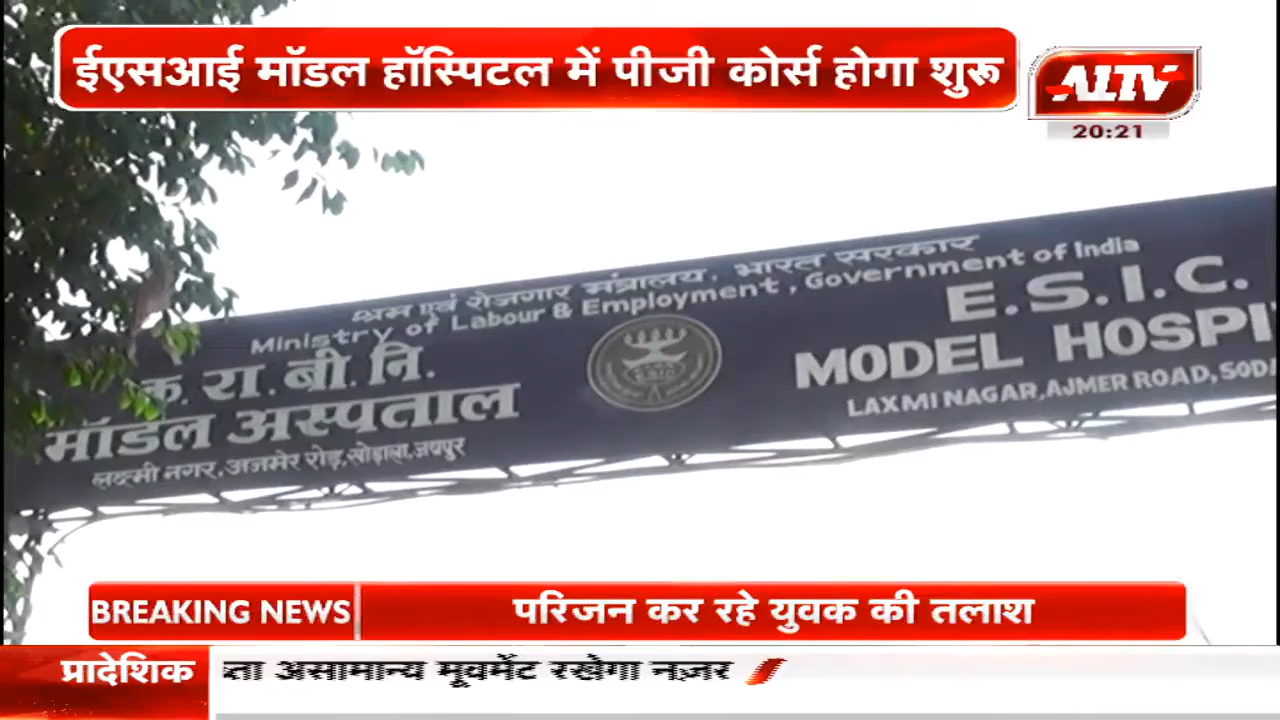 ईएसआई मॉडल हॉस्पिटल में पीजी कोर्स होगा शुरू
ALTV
20:21
श्रम एवं रोजगार मंत्रालय, भारत सरकार
Ministry of Labour & Employment, Government of India
क. रा. बी. नि.
मॉडल अस्पताल
लक्ष्मी नगर, अजमेर रोड़, सोड़ाला, जयपुर
E.S.I.C.
MODEL HOSPI
LAXMI NAGAR, AJMER ROAD, SODA
BREAKING NEWS
परिजन कर रहे युवक की तलाश
प्रादेशिक
असामान्य मूवमेंट रखेगा नज़र